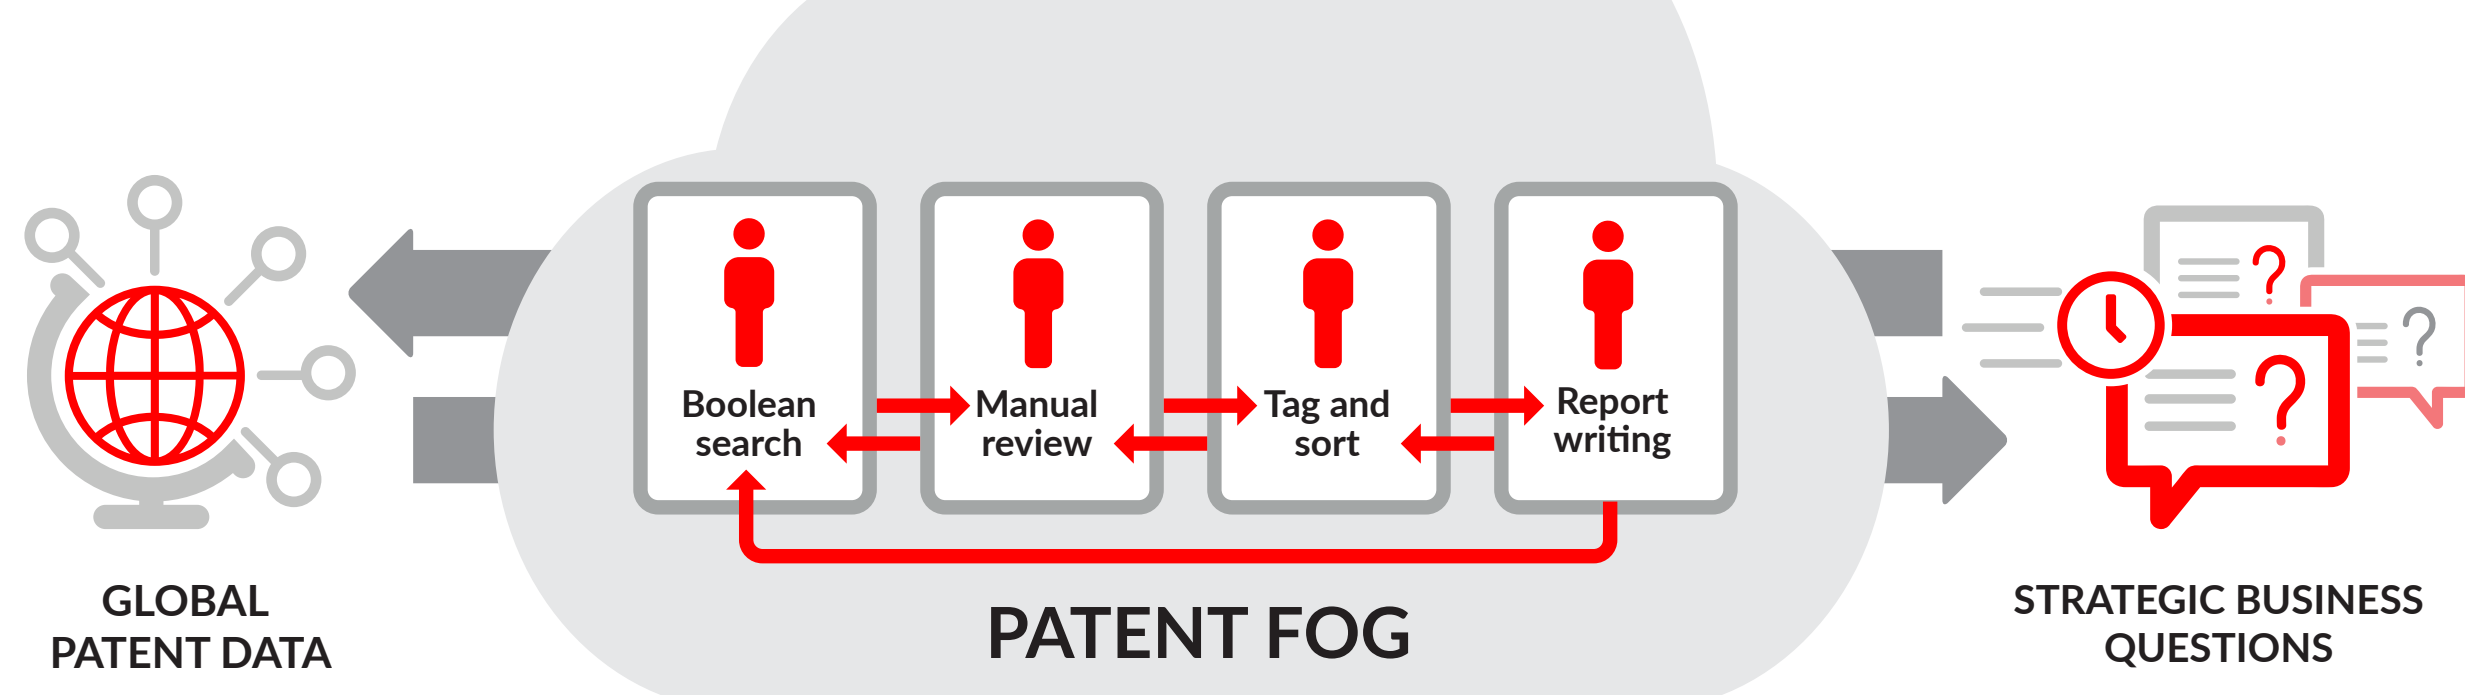 Boolean
search
Manual
review
Tag and
sort
Report
writing
GLOBAL
PATENT DATA
PATENT FOG
STRATEGIC BUSINESS
QUESTIONS